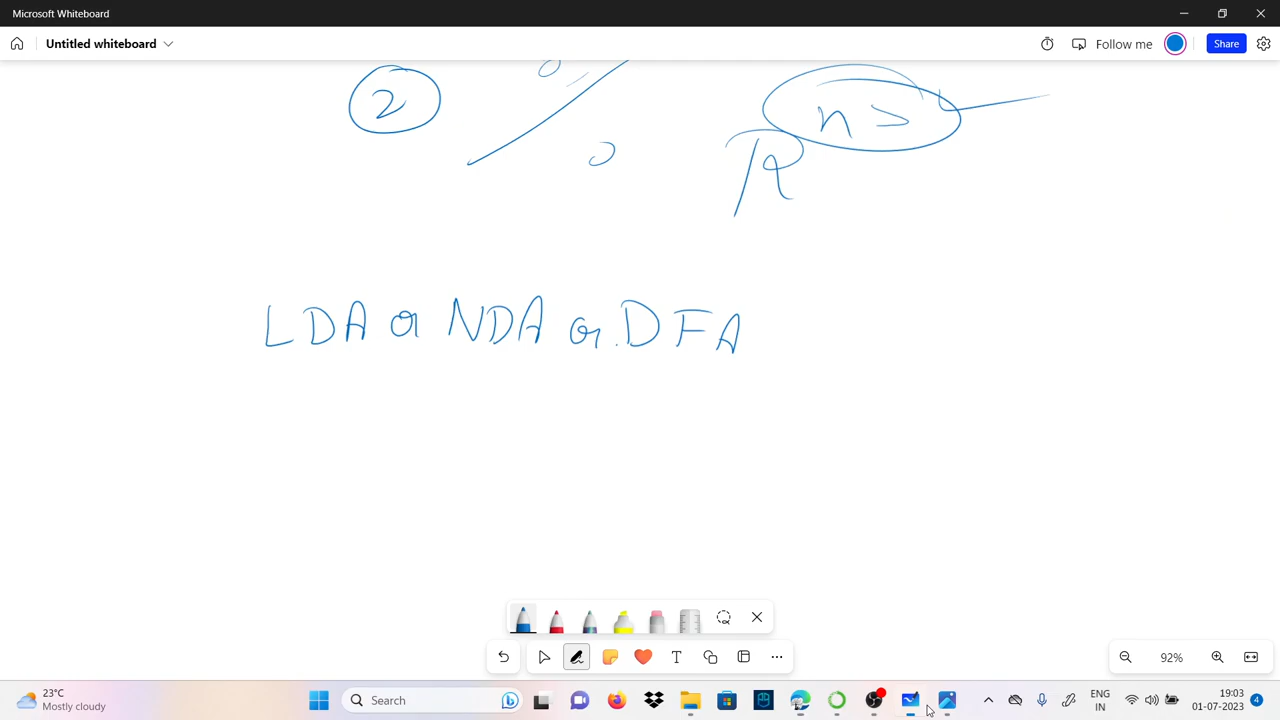 Microsoft Whiteboard
Untitled whiteboard
Follow me
Share
2
n >
R
LDA or NDA or DFA
92%
23°C
Mostly cloudy
Search
ENG
IN
19:03
01-07-2023
4